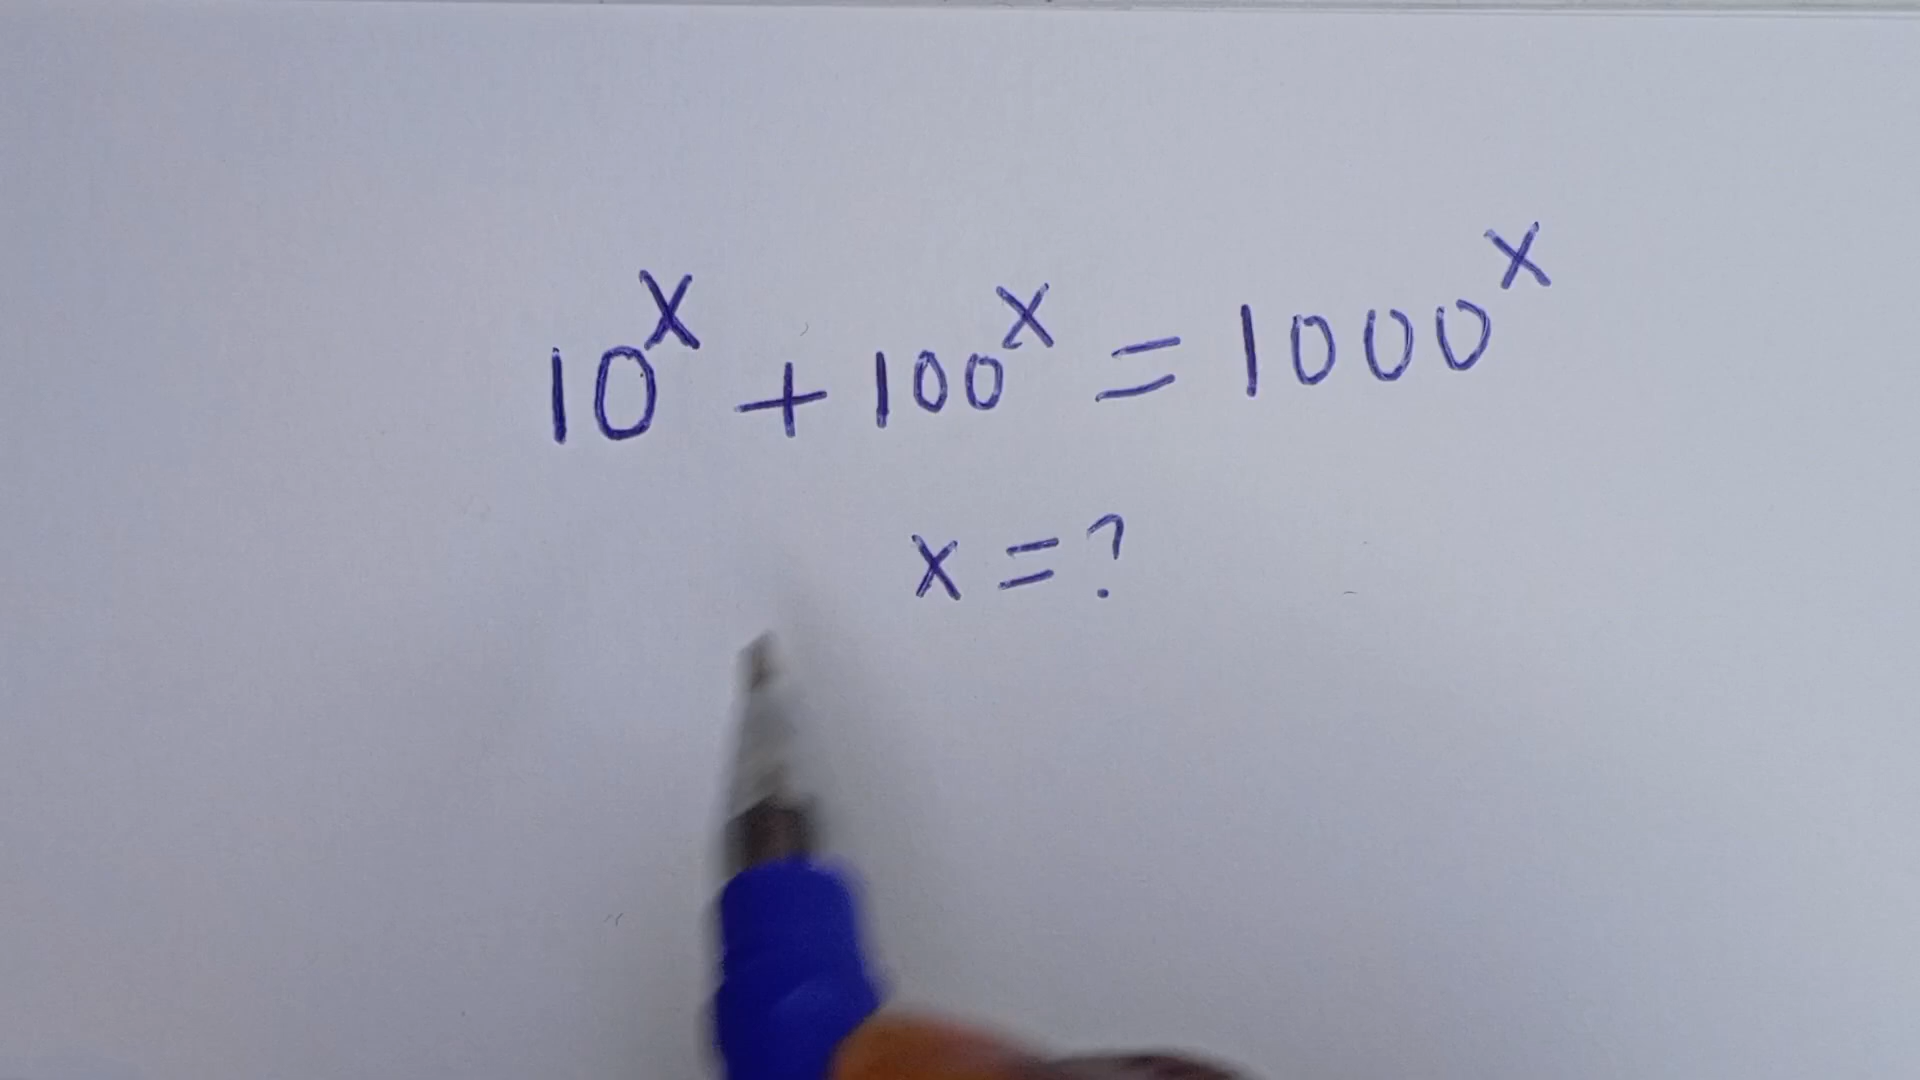 10^x + 100^x = 1000^x
x = ?